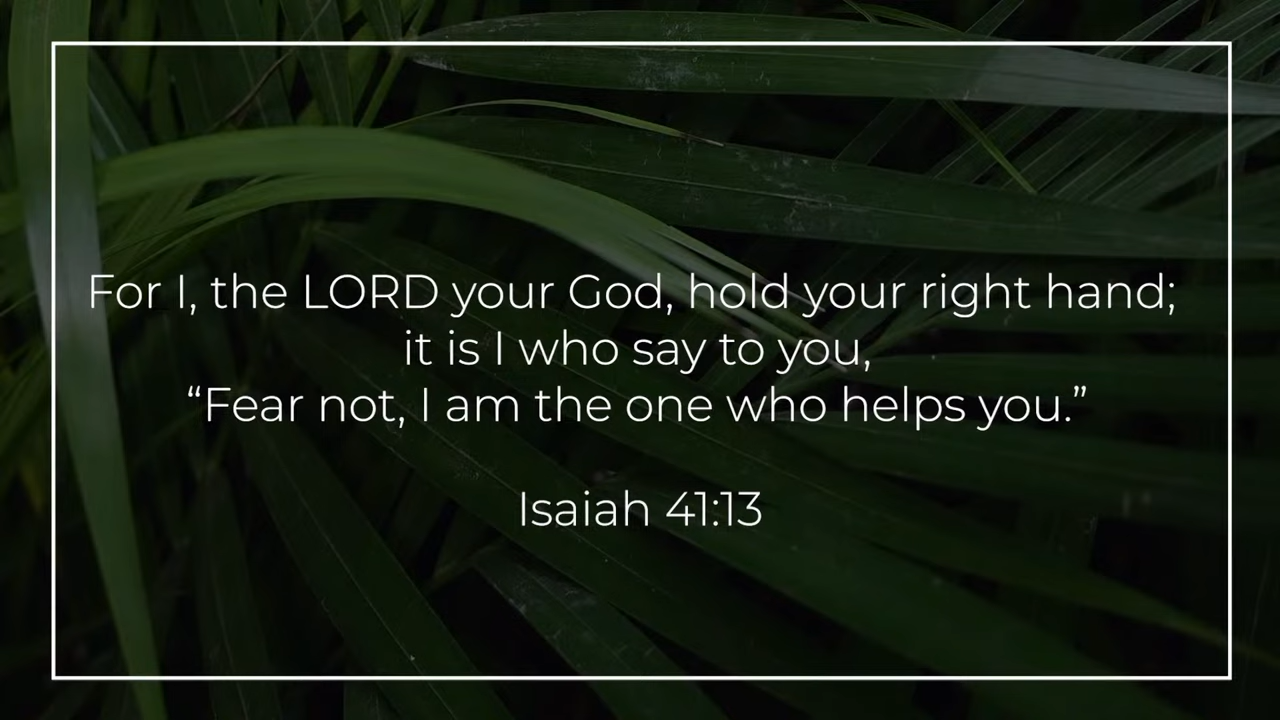 For I, the LORD your God, hold your right hand;
it is I who say to you,
“Fear not, I am the one who helps you.”
Isaiah 41:13